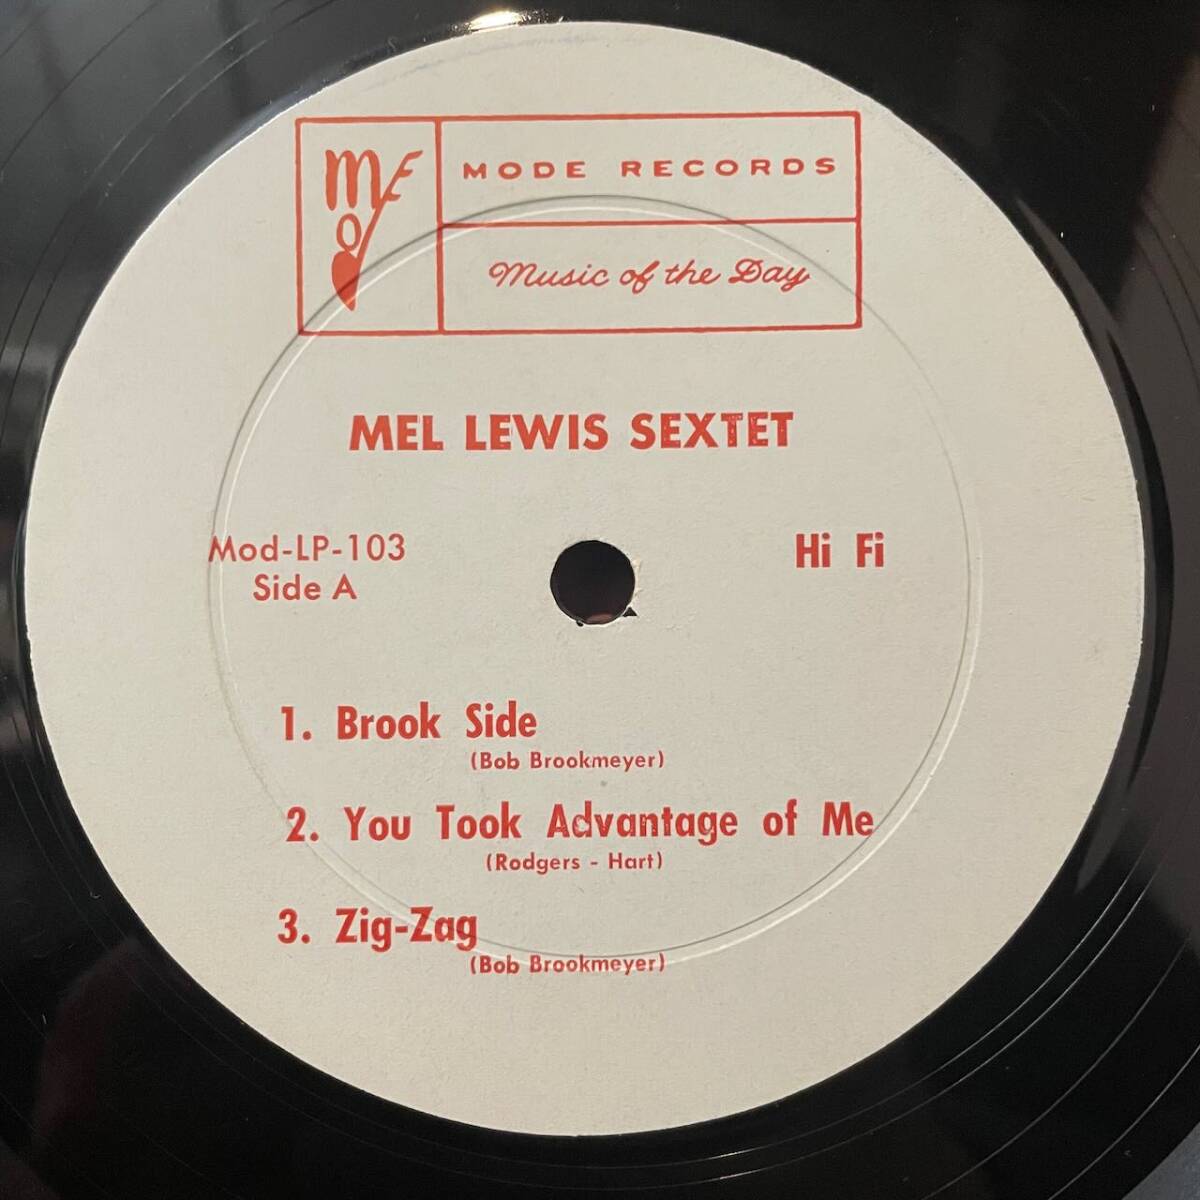 MODE
MODE RECORDS
Music of the Day
MEL LEWIS SEXTET
Mod-LP-103
Hi Fi
Side A
1. Brook Side
(Bob Brookmeyer)
2. You Took Advantage of Me
(Rodgers - Hart)
3. Zig-Zag
(Bob Brookmeyer)